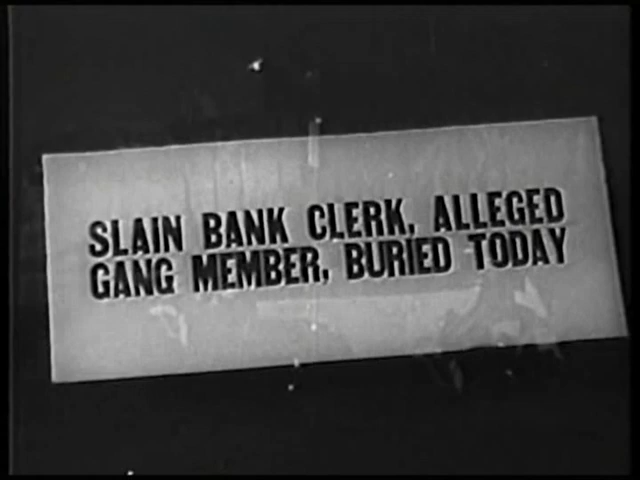 SLAIN BANK CLERK, ALLEGED
GANG MEMBER, BURIED TODAY